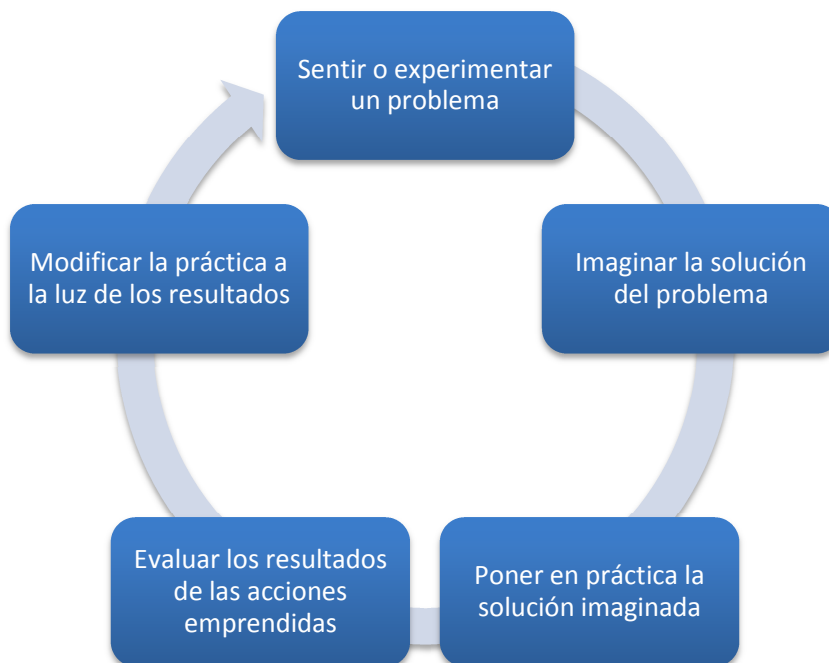 Sentir o experimentar
un problema
Imaginar la solución
del problema
Poner en práctica la
solución imaginada
Evaluar los resultados
de las acciones
emprendidas
Modificar la práctica a
la luz de los resultados